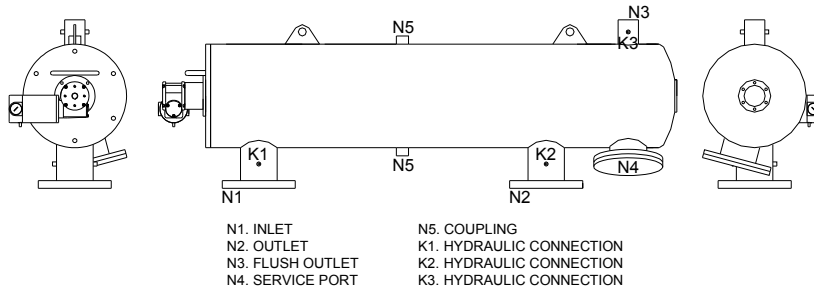 N5
N3
K3
K1
K2
N5
N4
N1
N2
N1. INLET
N2. OUTLET
N3. FLUSH OUTLET
N4. SERVICE PORT
N5. COUPLING
K1. HYDRAULIC CONNECTION
K2. HYDRAULIC CONNECTION
K3. HYDRAULIC CONNECTION